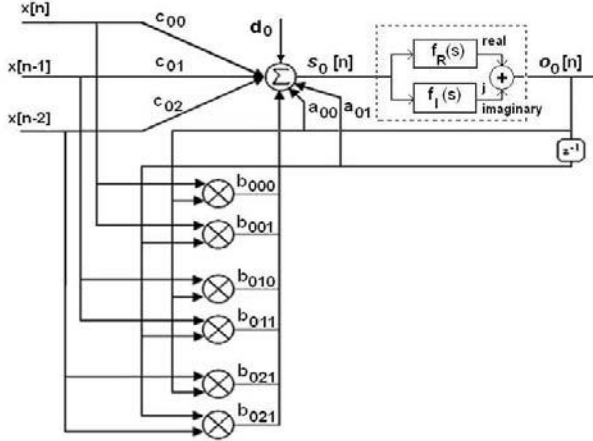 x[n]
c00
d0
c01
s0 [n]
fR(s)
real
o0[n]
x[n-1]
Σ
+
c02
a00
a01
fI(s)
j
imaginary
x[n-2]
z-1
b000
b001
b010
b011
b021
b021